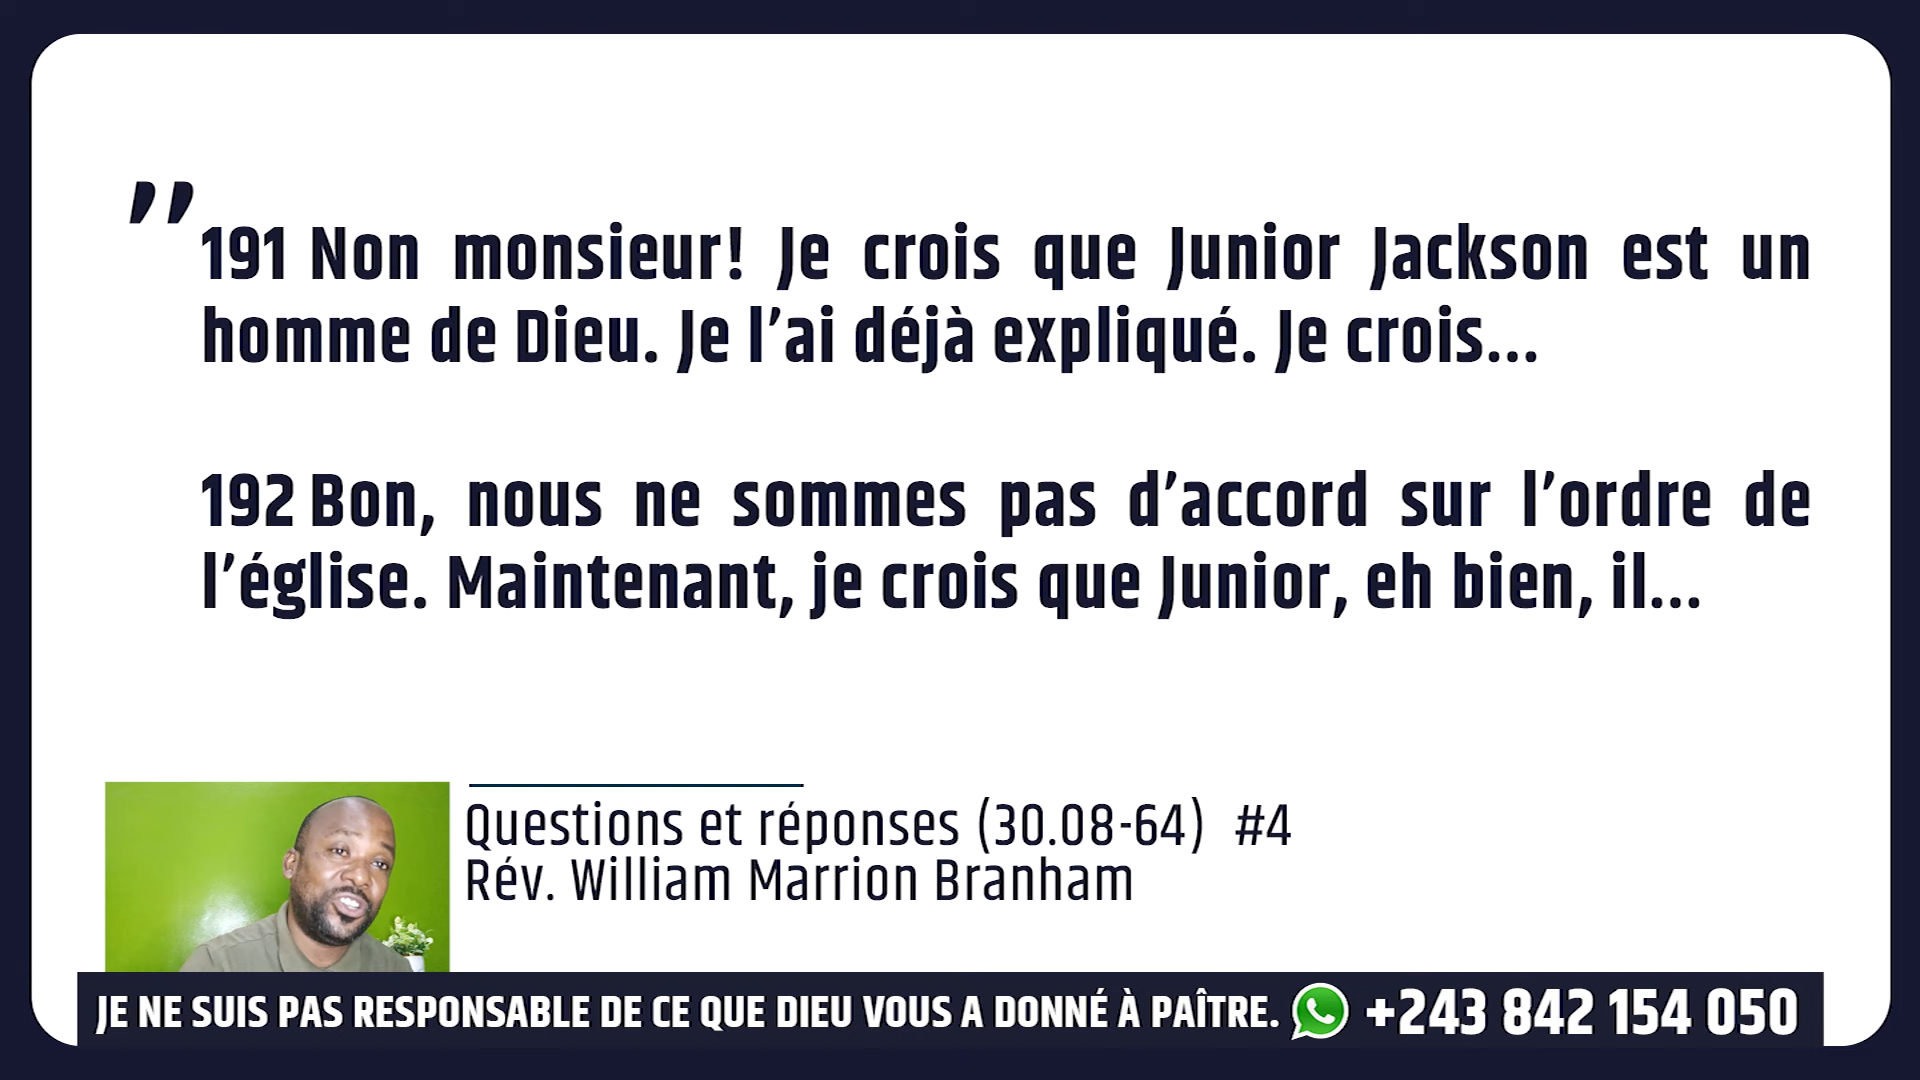 ”
191 Non monsieur! Je crois que Junior Jackson est un
homme de Dieu. Je l’ai déjà expliqué. Je crois...
192 Bon, nous ne sommes pas d’accord sur l’ordre de
l’église. Maintenant, je crois que Junior, eh bien, il...
Questions et réponses (30.08-64) #4
Rév. William Marrion Branham
JE NE SUIS PAS RESPONSABLE DE CE QUE DIEU VOUS A DONNÉ À PAÎTRE. +243 842 154 050